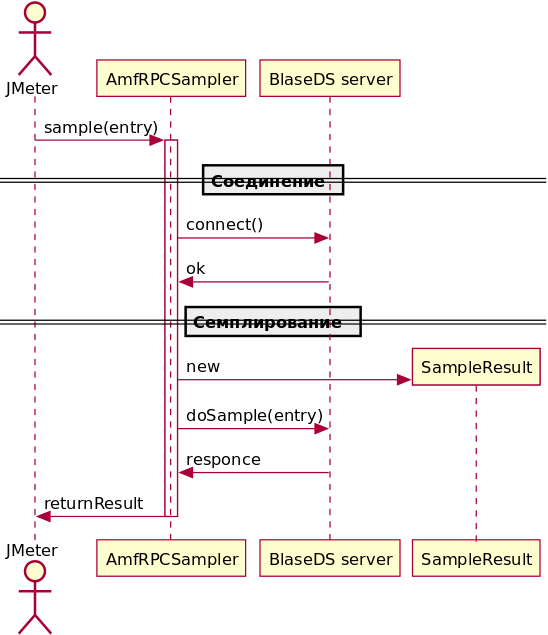 JMeter
AmfRPCSampler
BlaseDS server
sample(entry)
Соединение
connect()
ok
Семплирование
SampleResult
new
doSample(entry)
responce
returnResult
JMeter
AmfRPCSampler
BlaseDS server
SampleResult